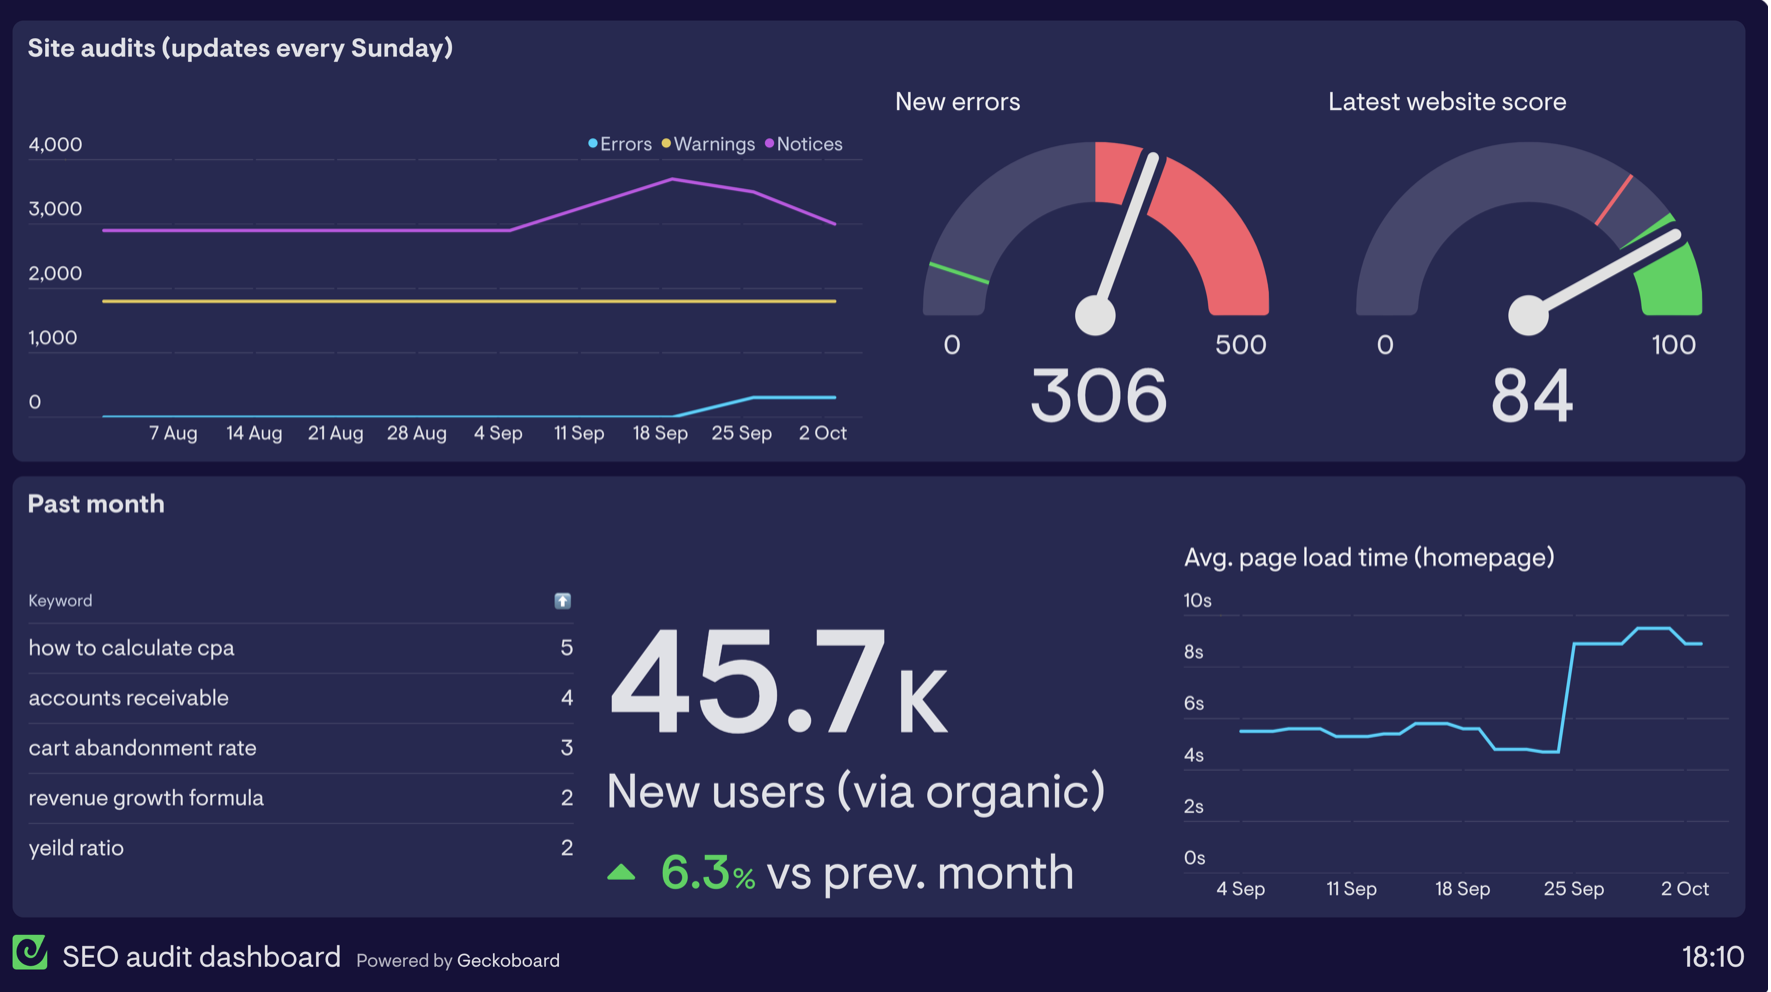 Site audits (updates every Sunday)
4,000
3,000
2,000
1,000
0
Errors Warnings Notices
7 Aug 14 Aug 21 Aug 28 Aug 4 Sep 11 Sep 18 Sep 25 Sep 2 Oct
New errors
0 500
306
Latest website score
0 100
84
Past month
Keyword
how to calculate cpa 5
accounts receivable 4
cart abandonment rate 3
revenue growth formula 2
yeild ratio 2
45.7K
New users (via organic)
6.3% vs prev. month
Avg. page load time (homepage)
10s
8s
6s
4s
2s
0s
4 Sep 11 Sep 18 Sep 25 Sep 2 Oct
SEO audit dashboard Powered by Geckoboard
18:10